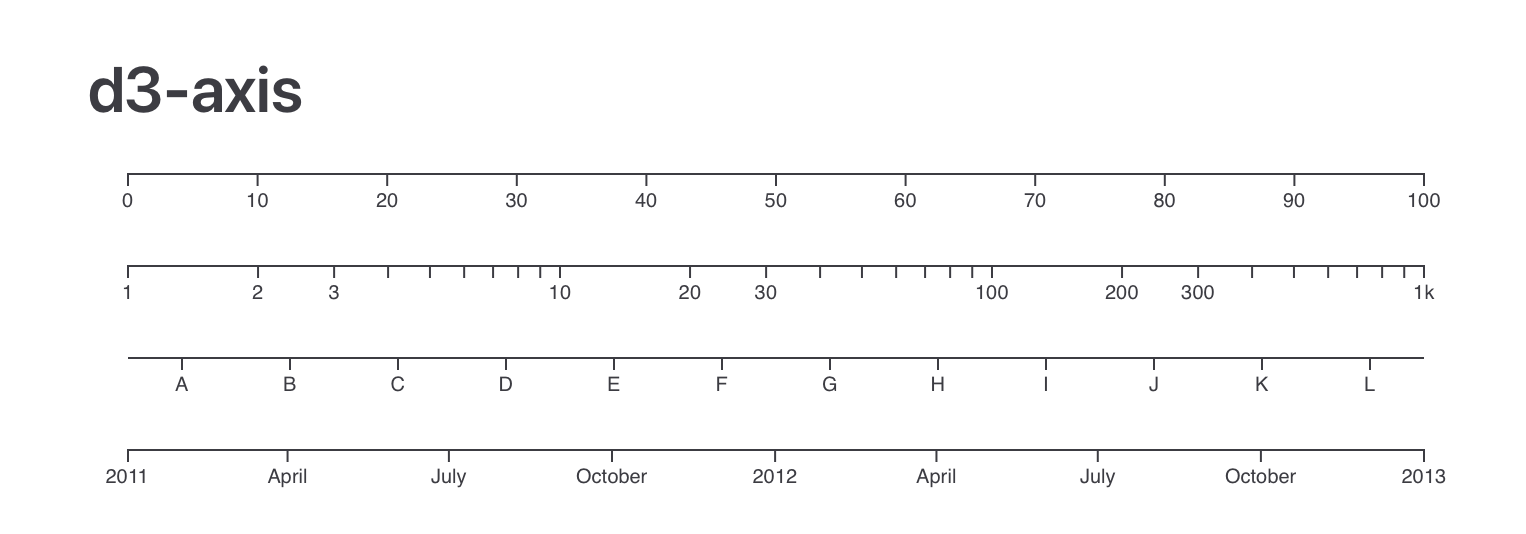 d3-axis
0 10 20 30 40 50 60 70 80 90 100
1 2 3 10 20 30 100 200 300 1k
A B C D E F G H I J K L
2011 April July October 2012 April July October 2013